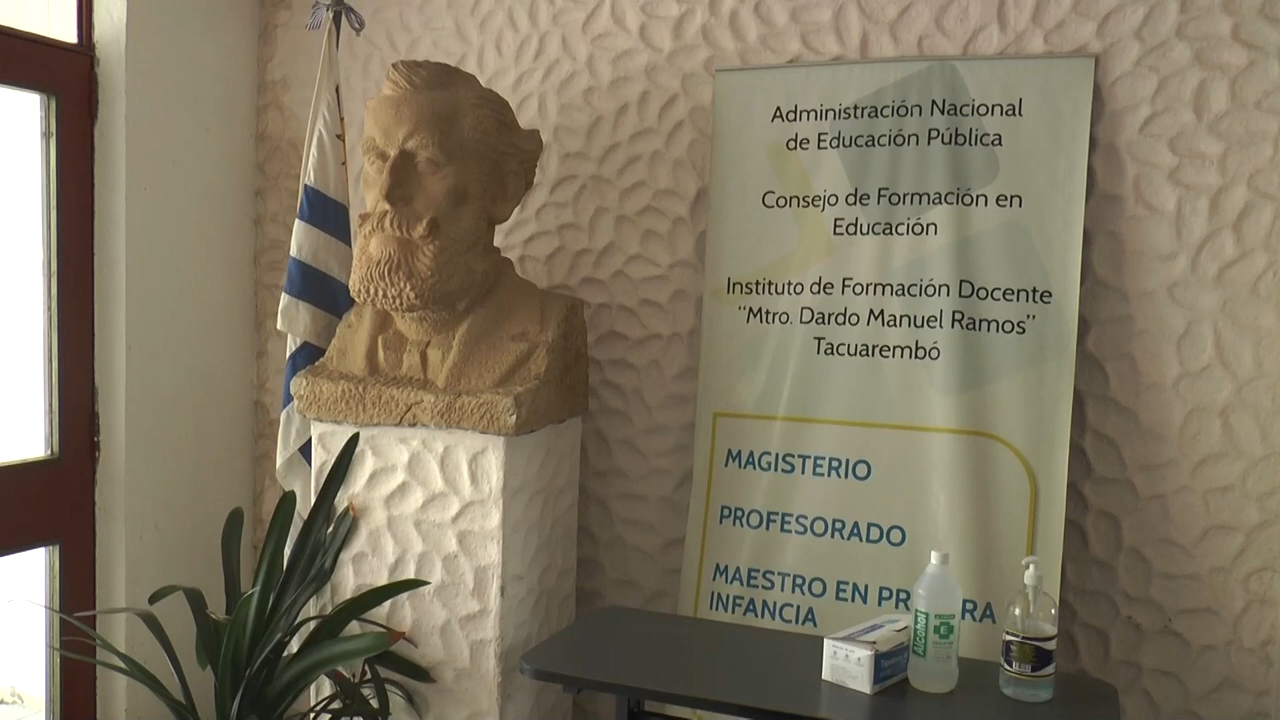 Administración Nacional
de Educación Pública
Consejo de Formación en
Educación
Instituto de Formación Docente
"Mtro. Dardo Manuel Ramos"
Tacuarembó
MAGISTERIO
PROFESORADO
MAESTRO EN PR RA
INFANCIA
Alcohol
E